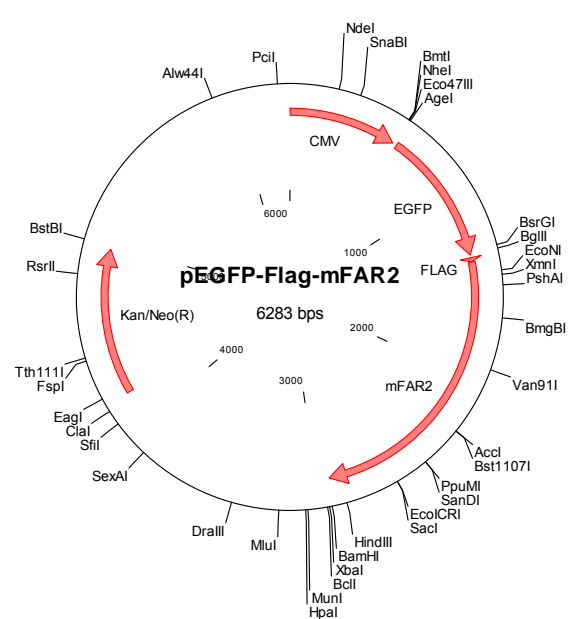 NdeI
SnaBI
PciI
BmtI
NheI
Eco47III
AgeI
Alw44I
CMV
EGFP
6000
1000
BsrGI
BglII
EcoNI
XmnI
PshAI
FLAG
BstBI
RsrII
pEGFP-Flag-mFAR2
6283 bps
Kan/Neo(R)
BmgBI
2000
4000
3000
mFAR2
Van91I
Tth111I
FspI
EagI
ClaI
SfiI
SexAI
AccI
Bst1107I
PpuMI
SanDI
EcoICRI
SacI
DraIII
MluI
HindIII
BamHI
XbaI
BclI
MunI
HpaI